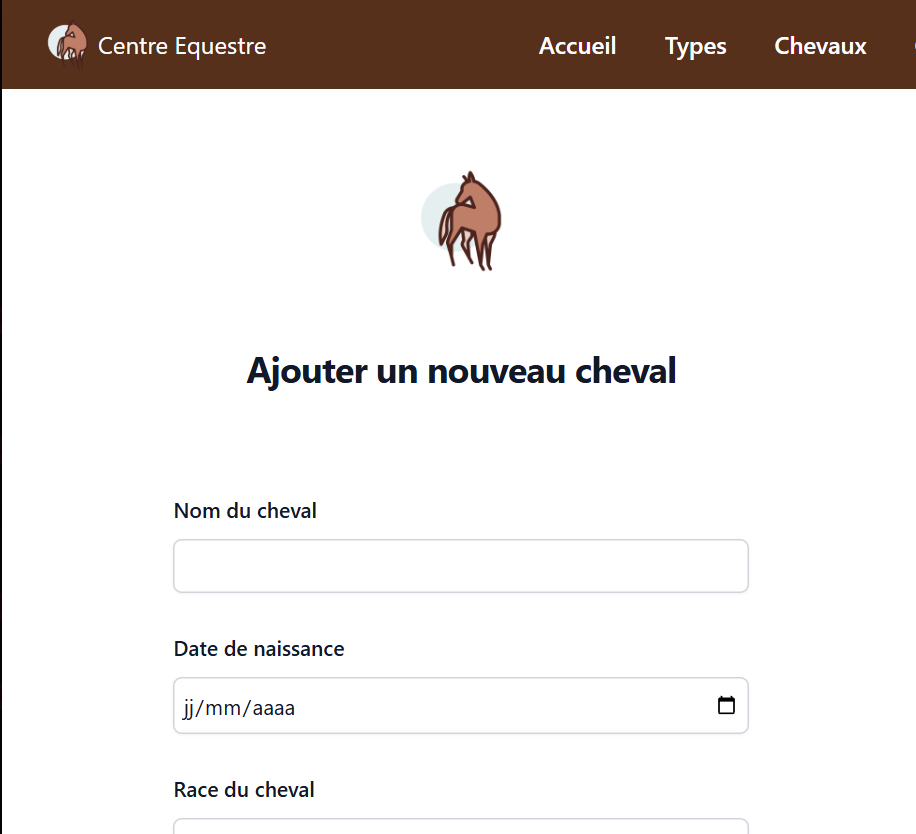 Centre Equestre Accueil Types Chevaux
Ajouter un nouveau cheval
Nom du cheval
Date de naissance
jj/mm/aaaa
Race du cheval